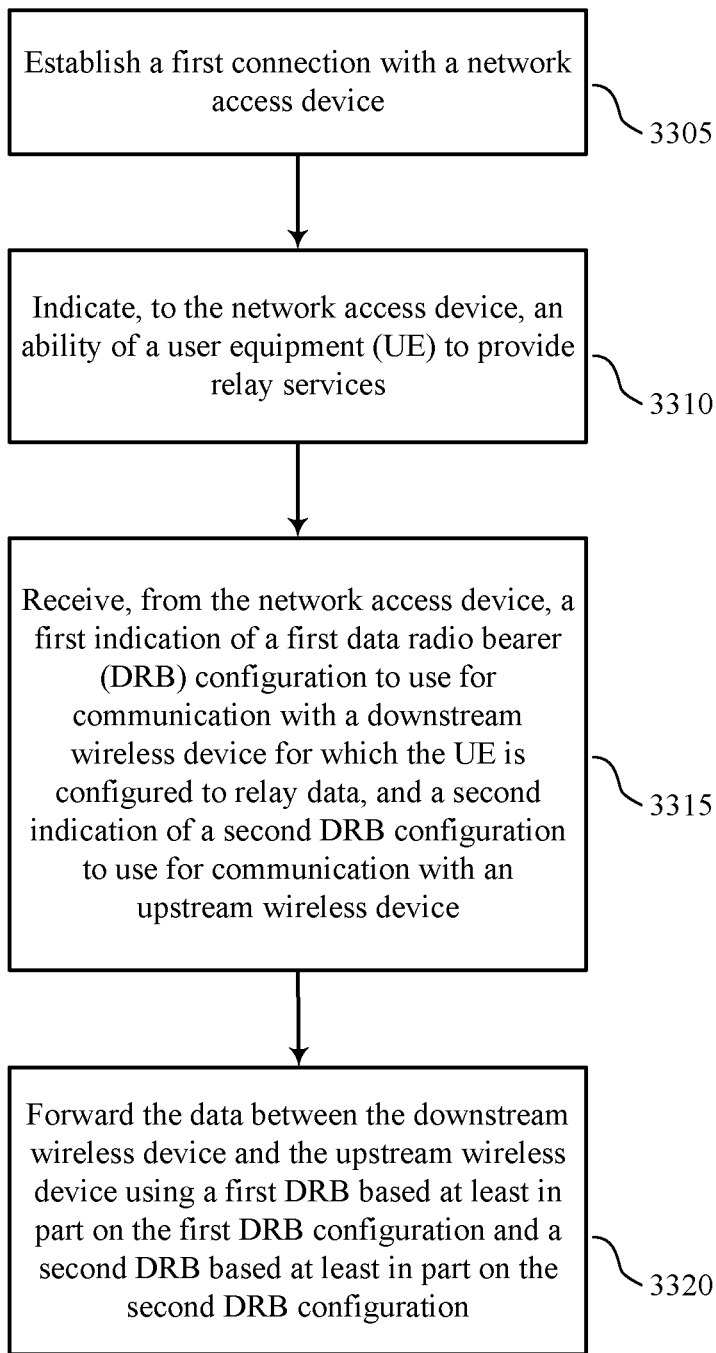 Establish a first connection with a network
access device
3305
Indicate, to the network access device, an
ability of a user equipment (UE) to provide
relay services
3310
Receive, from the network access device, a
first indication of a first data radio bearer
(DRB) configuration to use for
communication with a downstream
wireless device for which the UE is
configured to relay data, and a second
indication of a second DRB configuration
to use for communication with an
upstream wireless device
3315
Forward the data between the downstream
wireless device and the upstream wireless
device using a first DRB based at least in
part on the first DRB configuration and a
second DRB based at least in part on the
second DRB configuration
3320